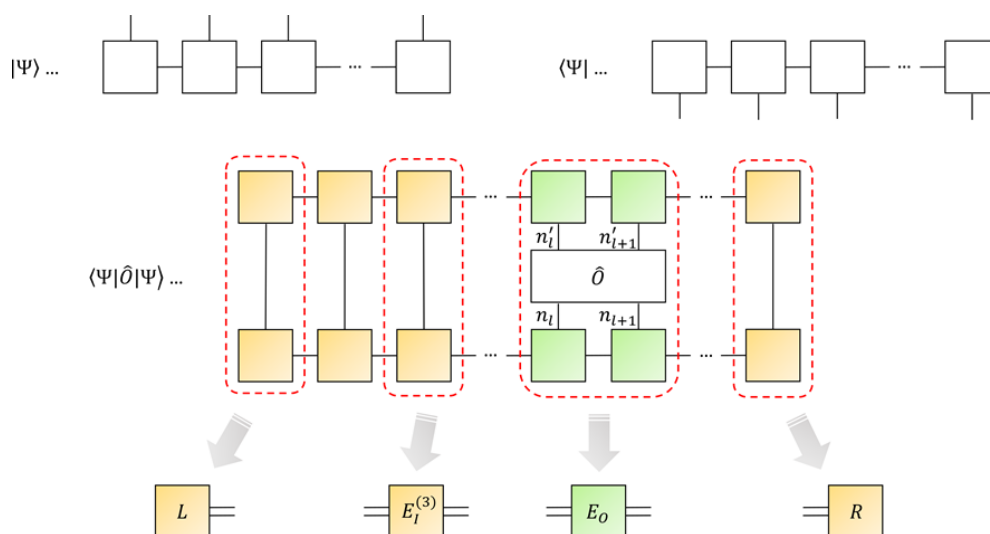 |Ψ⟩ ... ...
⟨Ψ| ... ...
... ...
n′_l n′_{l+1}
⟨Ψ|Ô|Ψ⟩ ... Ô
n_l n_{l+1}
... ...
L E_I^{(3)} E_O R